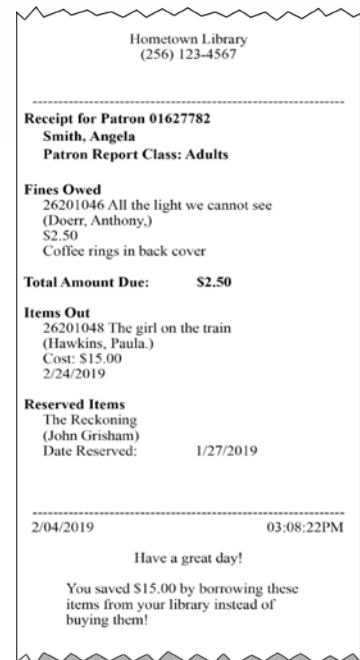 Hometown Library
(256) 123-4567
------------------------------------------------------------
Receipt for Patron 01627782
Smith, Angela
Patron Report Class: Adults
Fines Owed
26201046 All the light we cannot see
(Doerr, Anthony,)
$2.50
Coffee rings in back cover
Total Amount Due: $2.50
Items Out
26201048 The girl on the train
(Hawkins, Paula.)
Cost: $15.00
2/24/2019
Reserved Items
The Reckoning
(John Grisham)
Date Reserved: 1/27/2019
------------------------------------------------------------
2/04/2019 03:08:22PM
Have a great day!
You saved $15.00 by borrowing these
items from your library instead of
buying them!